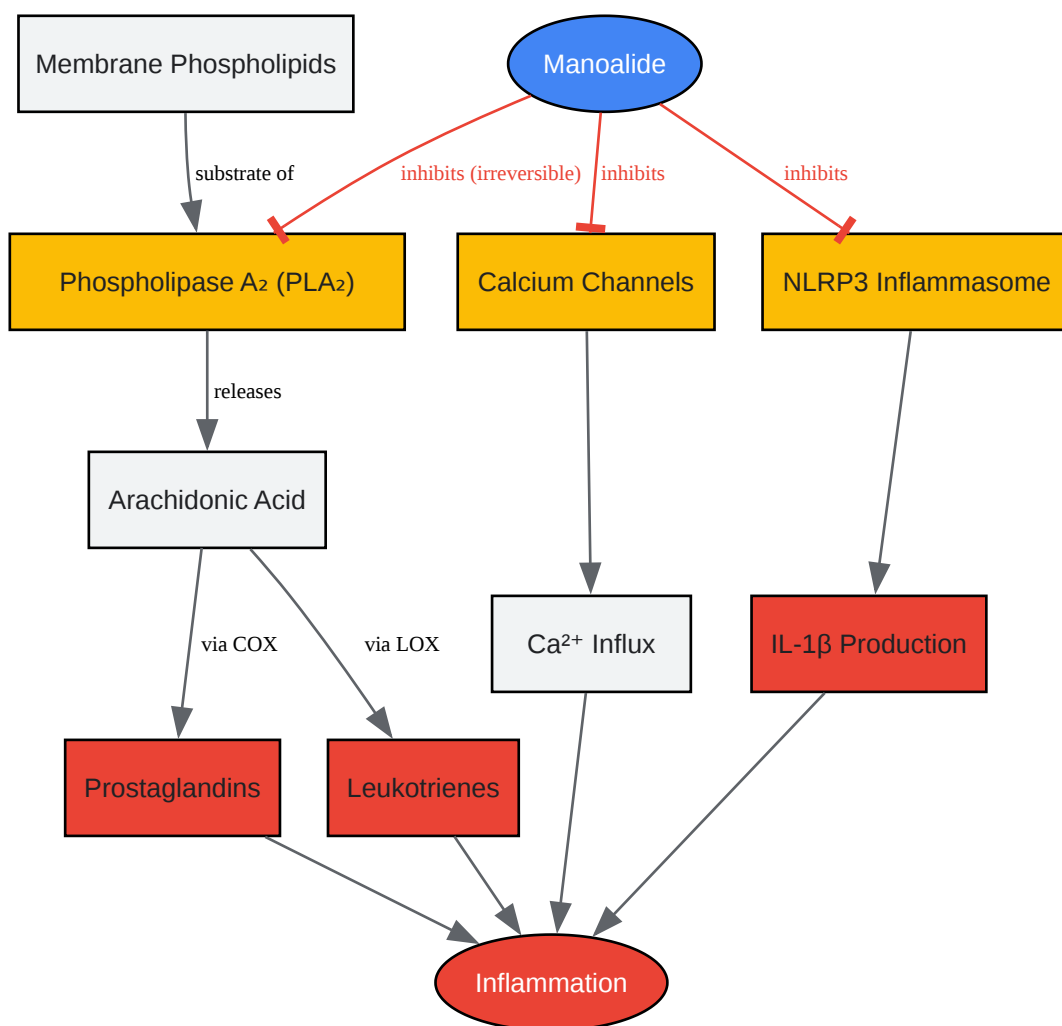 Membrane Phospholipids
Manoalide
substrate of
inhibits (irreversible)
inhibits
inhibits
Phospholipase A₂ (PLA₂)
Calcium Channels
NLRP3 Inflammasome
releases
Arachidonic Acid
via COX
via LOX
Ca²⁺ Influx
IL-1β Production
Prostaglandins
Leukotrienes
Inflammation